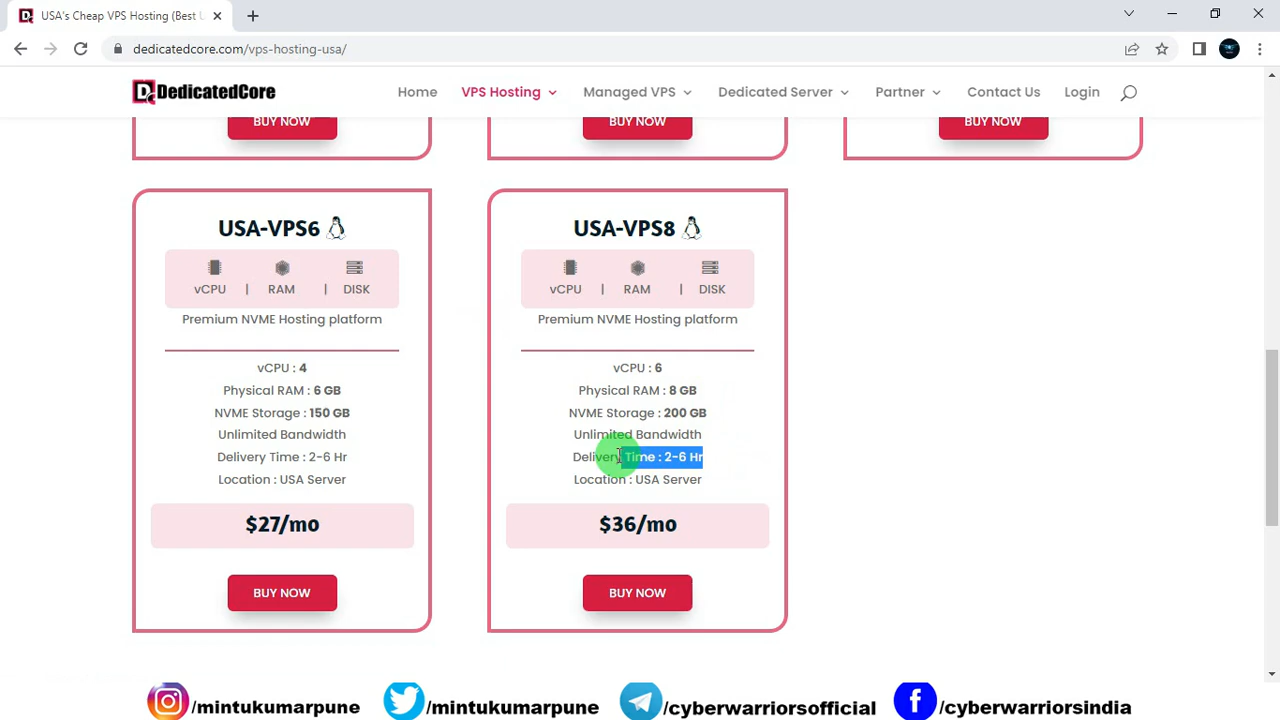 USA's Cheap VPS Hosting (Best L
dedicatedcore.com/vps-hosting-usa/
DedicatedCore
Home
VPS Hosting
Managed VPS
Dedicated Server
Partner
Contact Us
Login
BUY NOW
BUY NOW
BUY NOW
USA-VPS6
vCPU | RAM | DISK
Premium NVME Hosting platform
vCPU : 4
Physical RAM : 6 GB
NVME Storage : 150 GB
Unlimited Bandwidth
Delivery Time : 2-6 Hr
Location : USA Server
$27/mo
BUY NOW
USA-VPS8
vCPU | RAM | DISK
Premium NVME Hosting platform
vCPU : 6
Physical RAM : 8 GB
NVME Storage : 200 GB
Unlimited Bandwidth
Delivery Time : 2-6 Hr
Location : USA Server
$36/mo
BUY NOW
/mintukumarpune
/mintukumarpune
/cyberwarriorsofficial
/cyberwarriorsindia